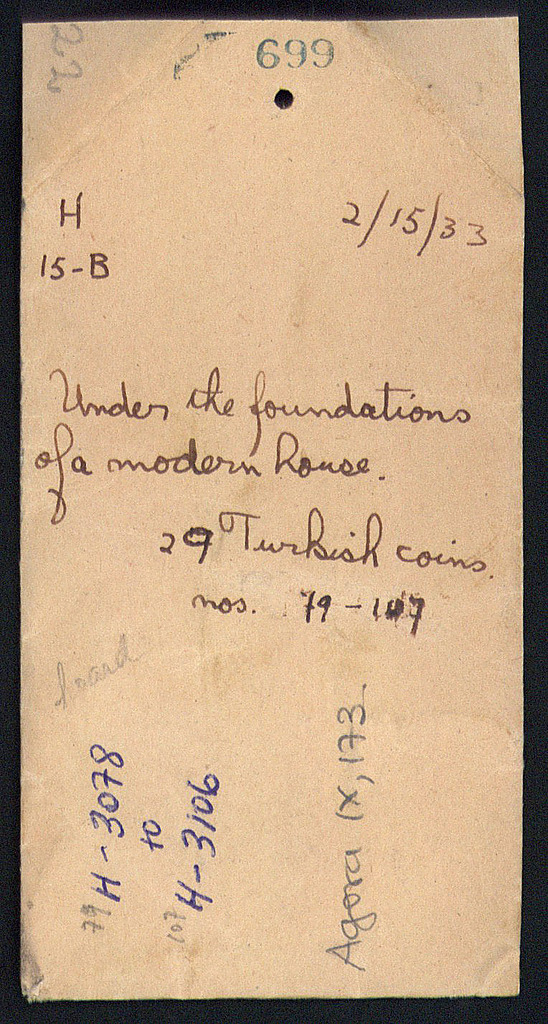 22
699
H
2/15/33
15-B
Under the foundations
of a modern house.
29 Turkish coins.
nos. 79-107
hoard
79 H-3078
to
107 H-3106
Agora IX, 173.